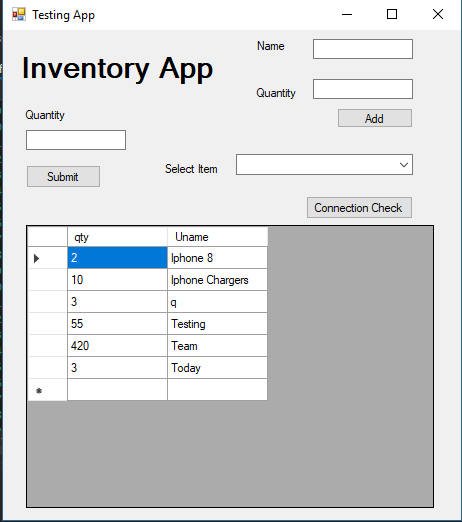 Testing App
Name
Inventory App
Quantity
Quantity
Add
Select Item
Submit
Connection Check
qty Uname
2 Iphone 8
10 Iphone Chargers
3 q
55 Testing
420 Team
3 Today
*